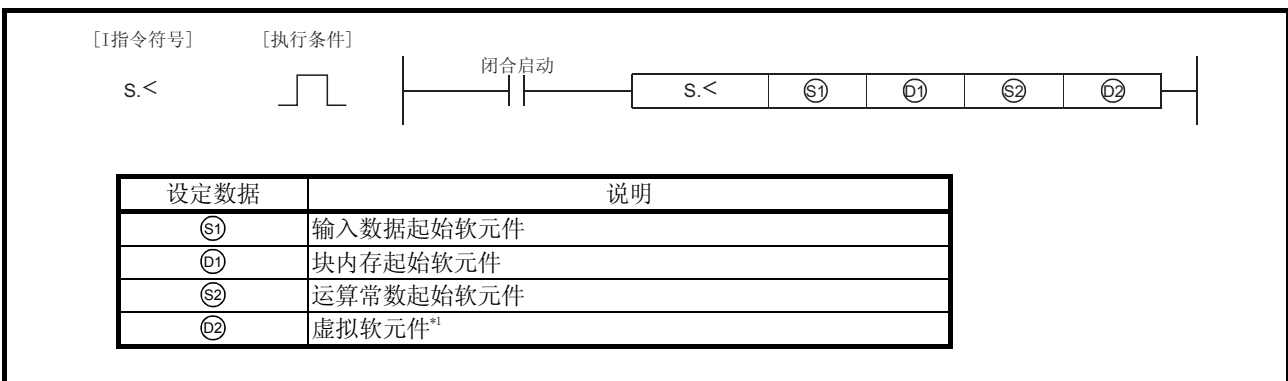 [I指令符号] [执行条件]
闭合启动
S.< S.< S1 D1 S2 D2
设定数据 说明
S1 输入数据起始软元件
D1 块内存起始软元件
S2 运算常数起始软元件
D2 虚拟软元件*1